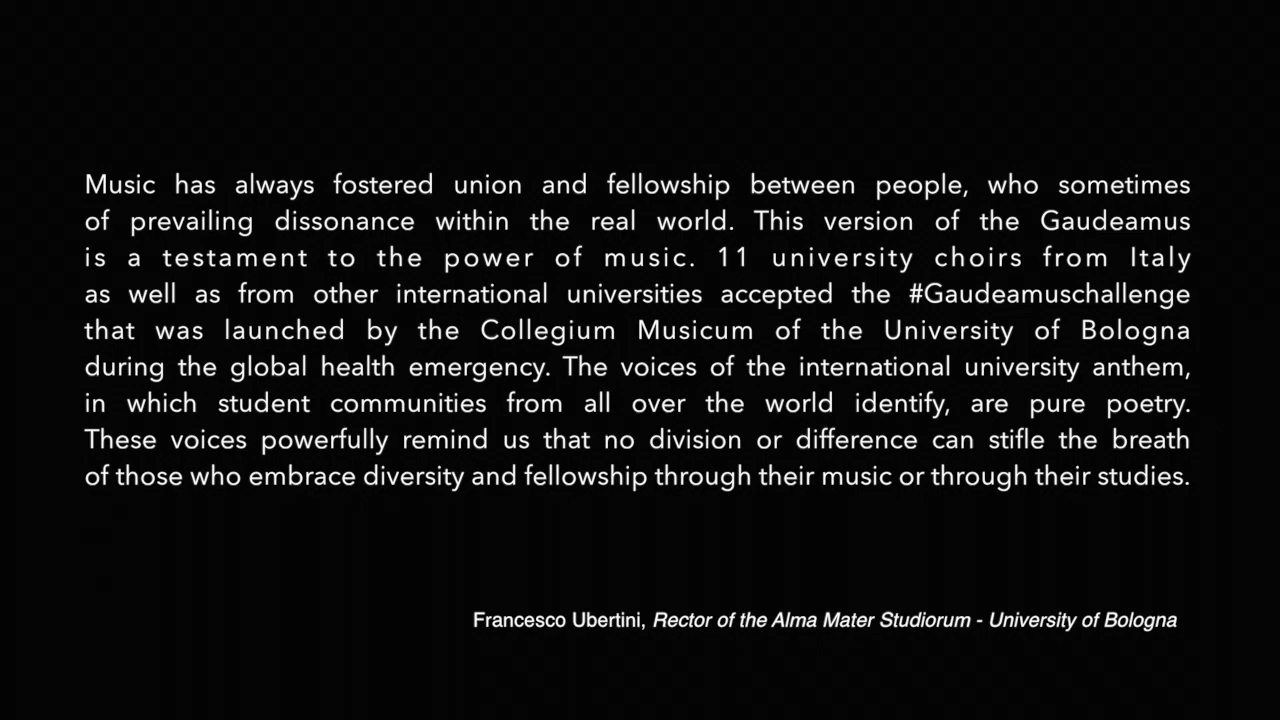 Music has always fostered union and fellowship between people, who sometimes
of prevailing dissonance within the real world. This version of the Gaudeamus
is a testament to the power of music. 11 university choirs from Italy
as well as from other international universities accepted the #Gaudeamuschallenge
that was launched by the Collegium Musicum of the University of Bologna
during the global health emergency. The voices of the international university anthem,
in which student communities from all over the world identify, are pure poetry.
These voices powerfully remind us that no division or difference can stifle the breath
of those who embrace diversity and fellowship through their music or through their studies.
Francesco Ubertini, Rector of the Alma Mater Studiorum - University of Bologna